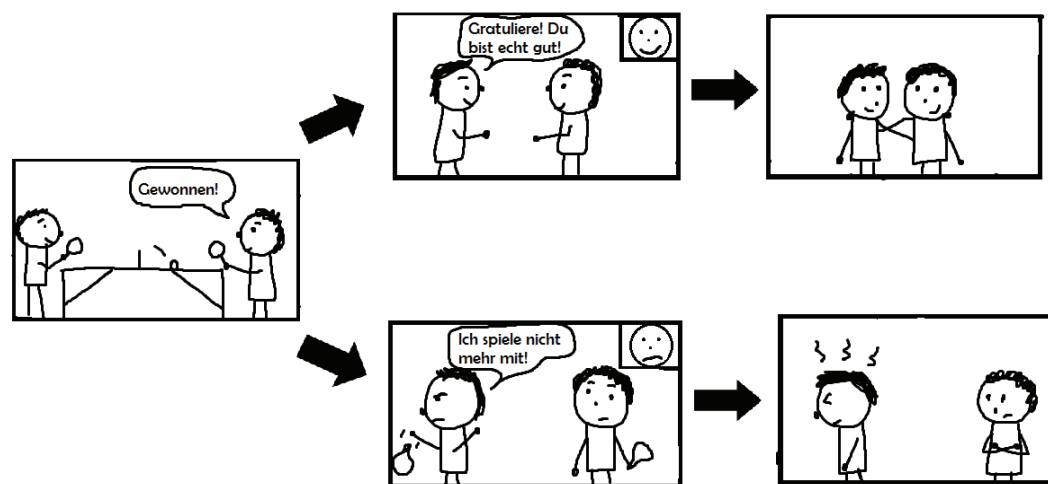 Gewonnen!
Gratuliere! Du
bist echt gut!
Ich spiele nicht
mehr mit!